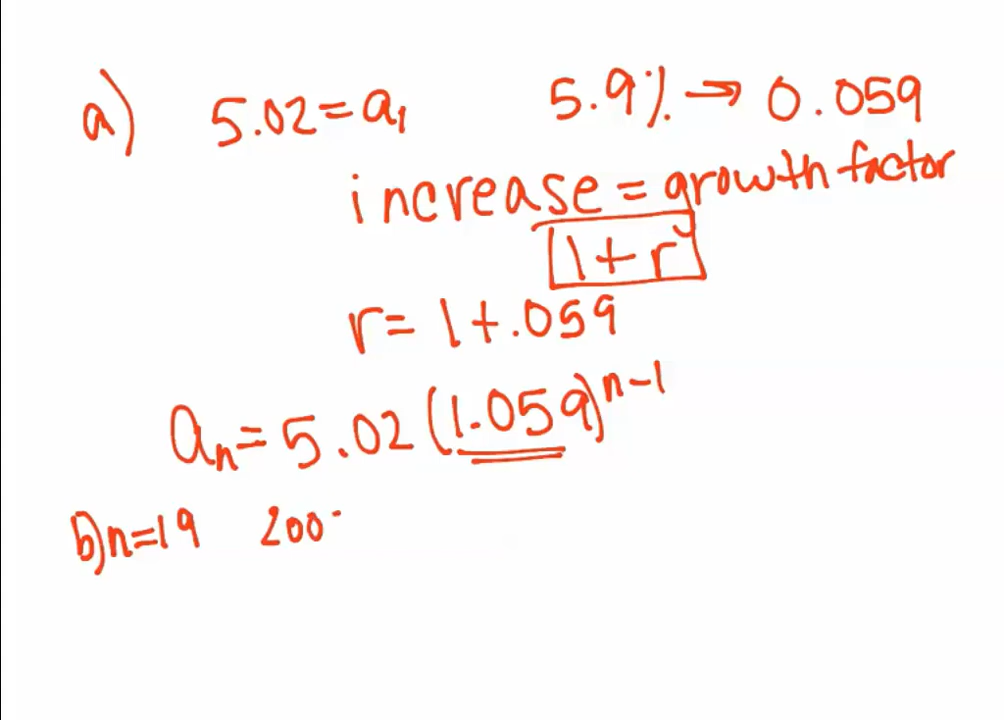 a) 5.02 = a₁ 5.9% → 0.059
increase = growth factor
1 + r
r = 1 + .059
aₙ = 5.02 (1.059)ⁿ⁻¹
b) n = 19 200